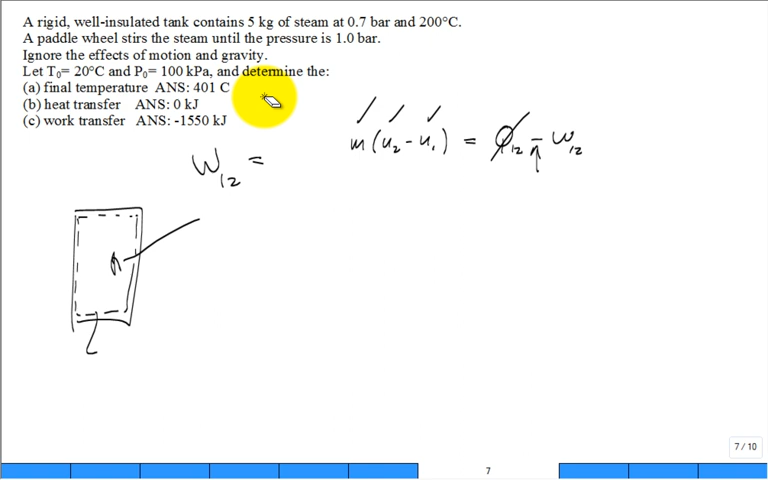 A rigid, well-insulated tank contains 5 kg of steam at 0.7 bar and 200°C.
A paddle wheel stirs the steam until the pressure is 1.0 bar.
Ignore the effects of motion and gravity.
Let T₀= 20°C and P₀= 100 kPa, and determine the:
(a) final temperature ANS: 401 C
(b) heat transfer ANS: 0 kJ
(c) work transfer ANS: -1550 kJ
m(u₂-u₁) = Q₁₂ - W₁₂
W₁₂ =
7 / 10
7